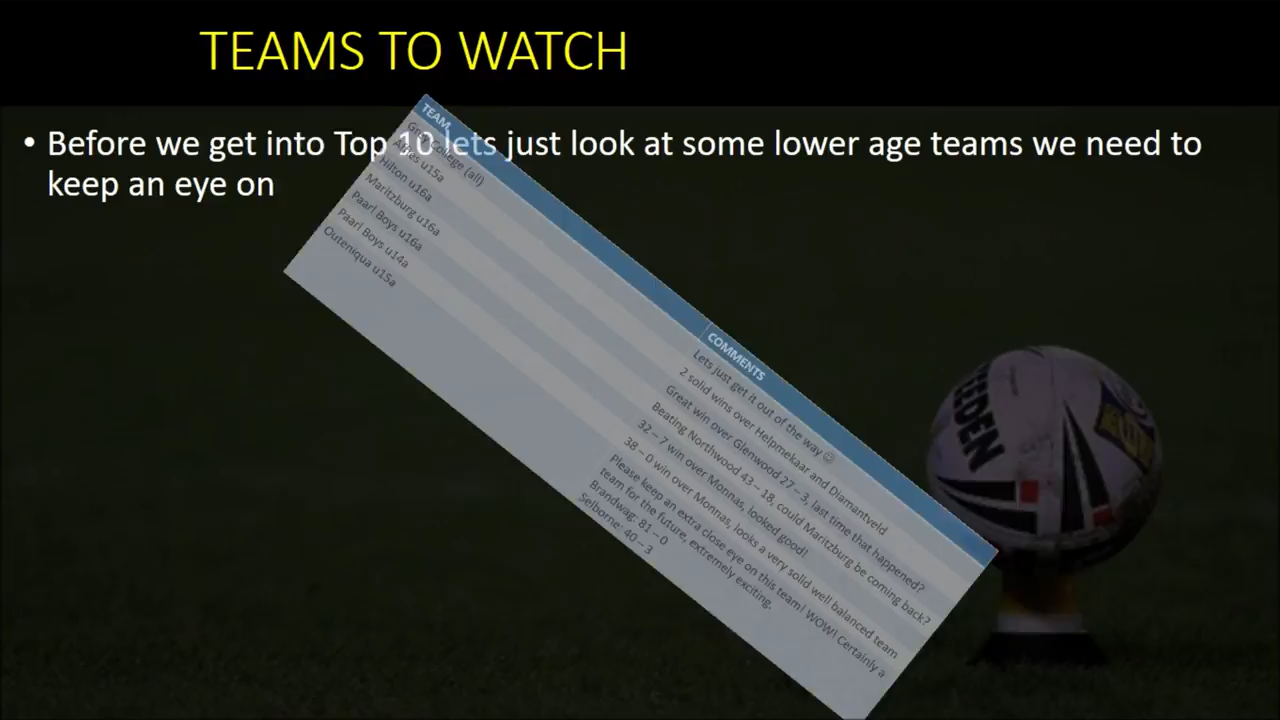 TEAMS TO WATCH
• Before we get into Top 10 lets just look at some lower age teams we need to
keep an eye on
TEAM
COMMENTS
Grey College (all)
Lets just get it out of the way ☺
Affies u15a
2 solid wins over Helpmekaar and Diamantveld
Hilton u16a
Great win over Glenwood 27 – 3, last time that happened?
Maritzburg u16a
Beating Northwood 43 – 18, could Maritzburg be coming back?
Paarl Boys u16a
32 – 7 win over Monnas, looked good!
Paarl Boys u14a
38 – 0 win over Monnas, looks a very solid well balanced team
Outeniqua u15a
Please keep an extra close eye on this team! WOW! Certainly a
team for the future, extremely exciting.
Brandwag: 81 – 0
Selborne: 40 – 3
EEDEN